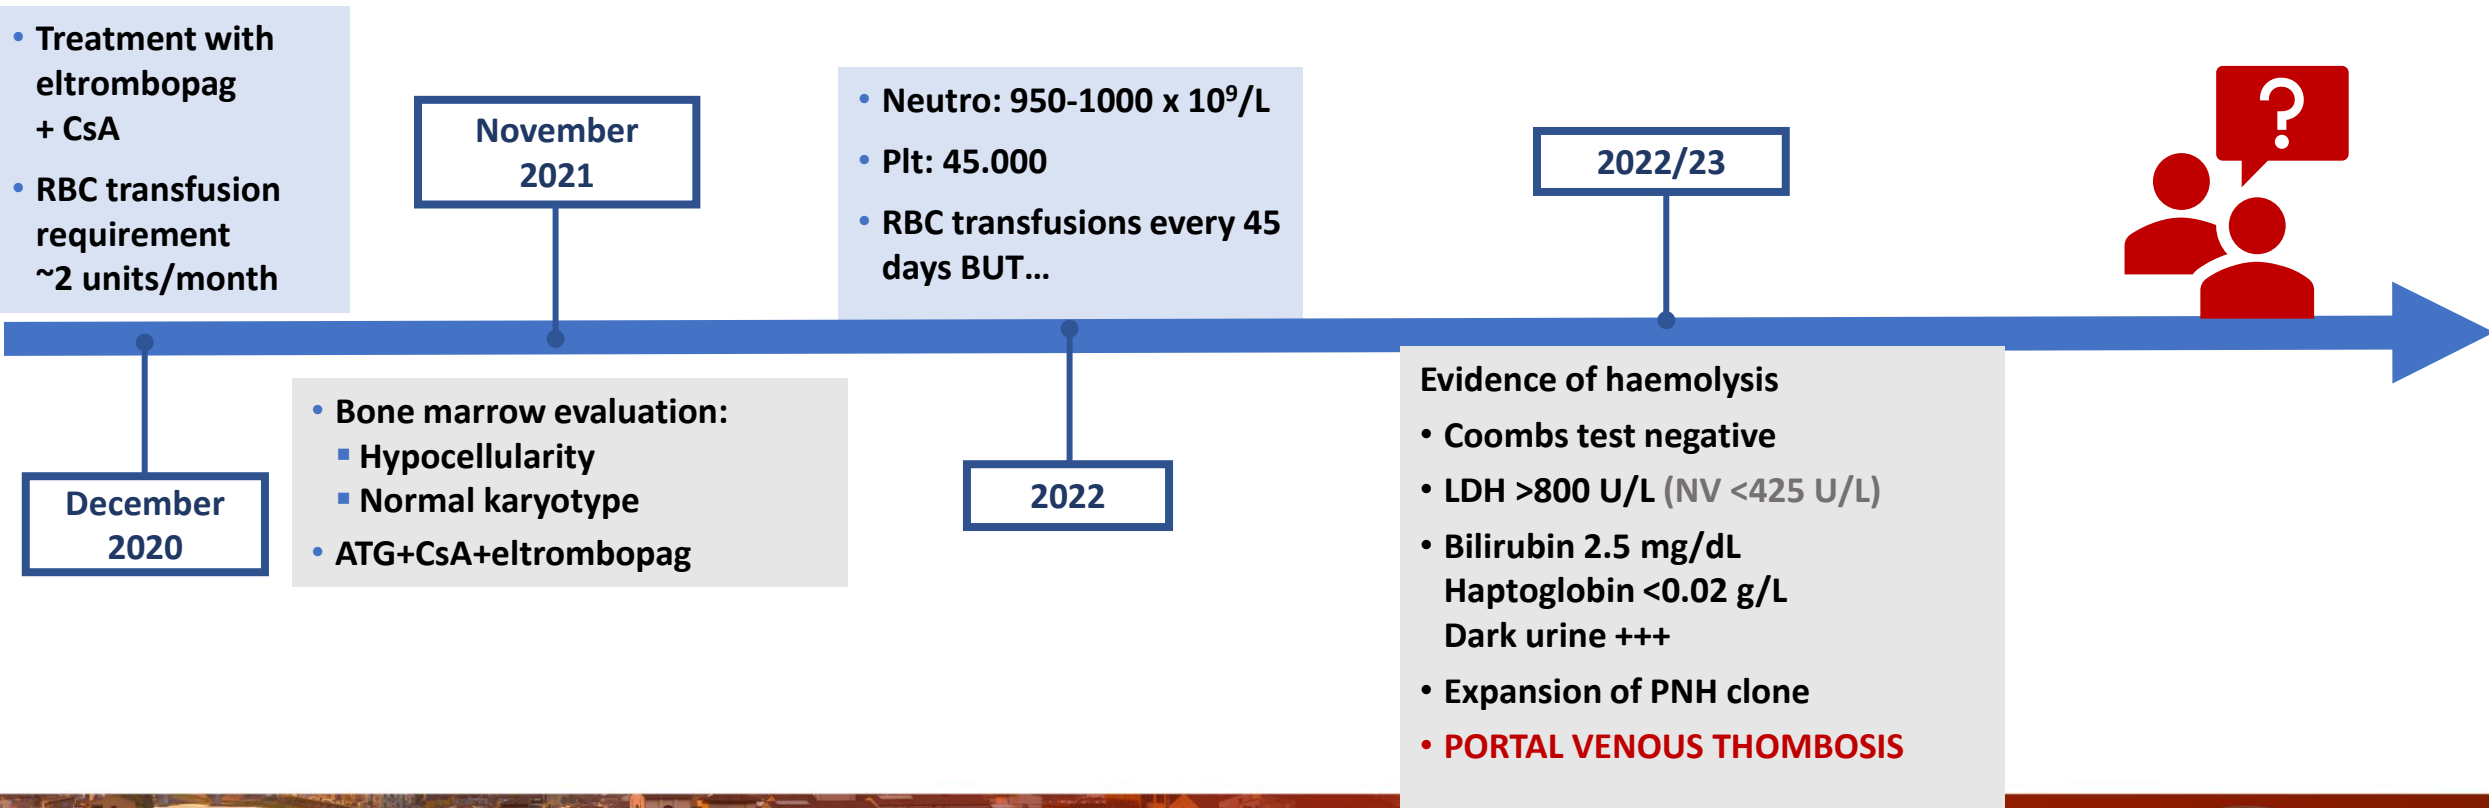 • Treatment with
eltrombopag
+ CsA
• RBC transfusion
requirement
~2 units/month
December
2020
November
2021
• Bone marrow evaluation:
▪ Hypocellularity
▪ Normal karyotype
• ATG+CsA+eltrombopag
• Neutro: 950-1000 x 10⁹/L
• Plt: 45.000
• RBC transfusions every 45
days BUT...
2022
2022/23
Evidence of haemolysis
• Coombs test negative
• LDH >800 U/L (NV <425 U/L)
• Bilirubin 2.5 mg/dL
Haptoglobin <0.02 g/L
Dark urine +++
• Expansion of PNH clone
• PORTAL VENOUS THOMBOSIS
?